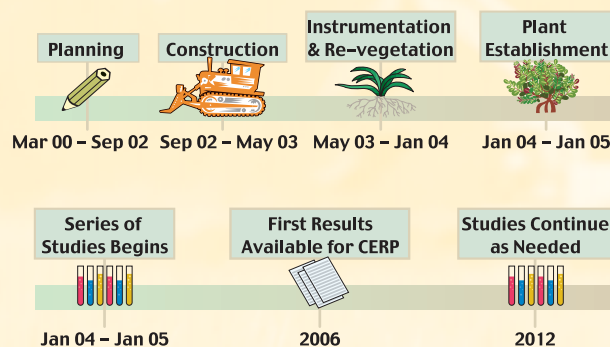 Planning
Construction
Instrumentation
& Re-vegetation
Plant
Establishment
Mar 00 – Sep 02
Sep 02 – May 03
May 03 – Jan 04
Jan 04 – Jan 05
Series of
Studies Begins
First Results
Available for CERP
Studies Continue
as Needed
Jan 04 – Jan 05
2006
2012